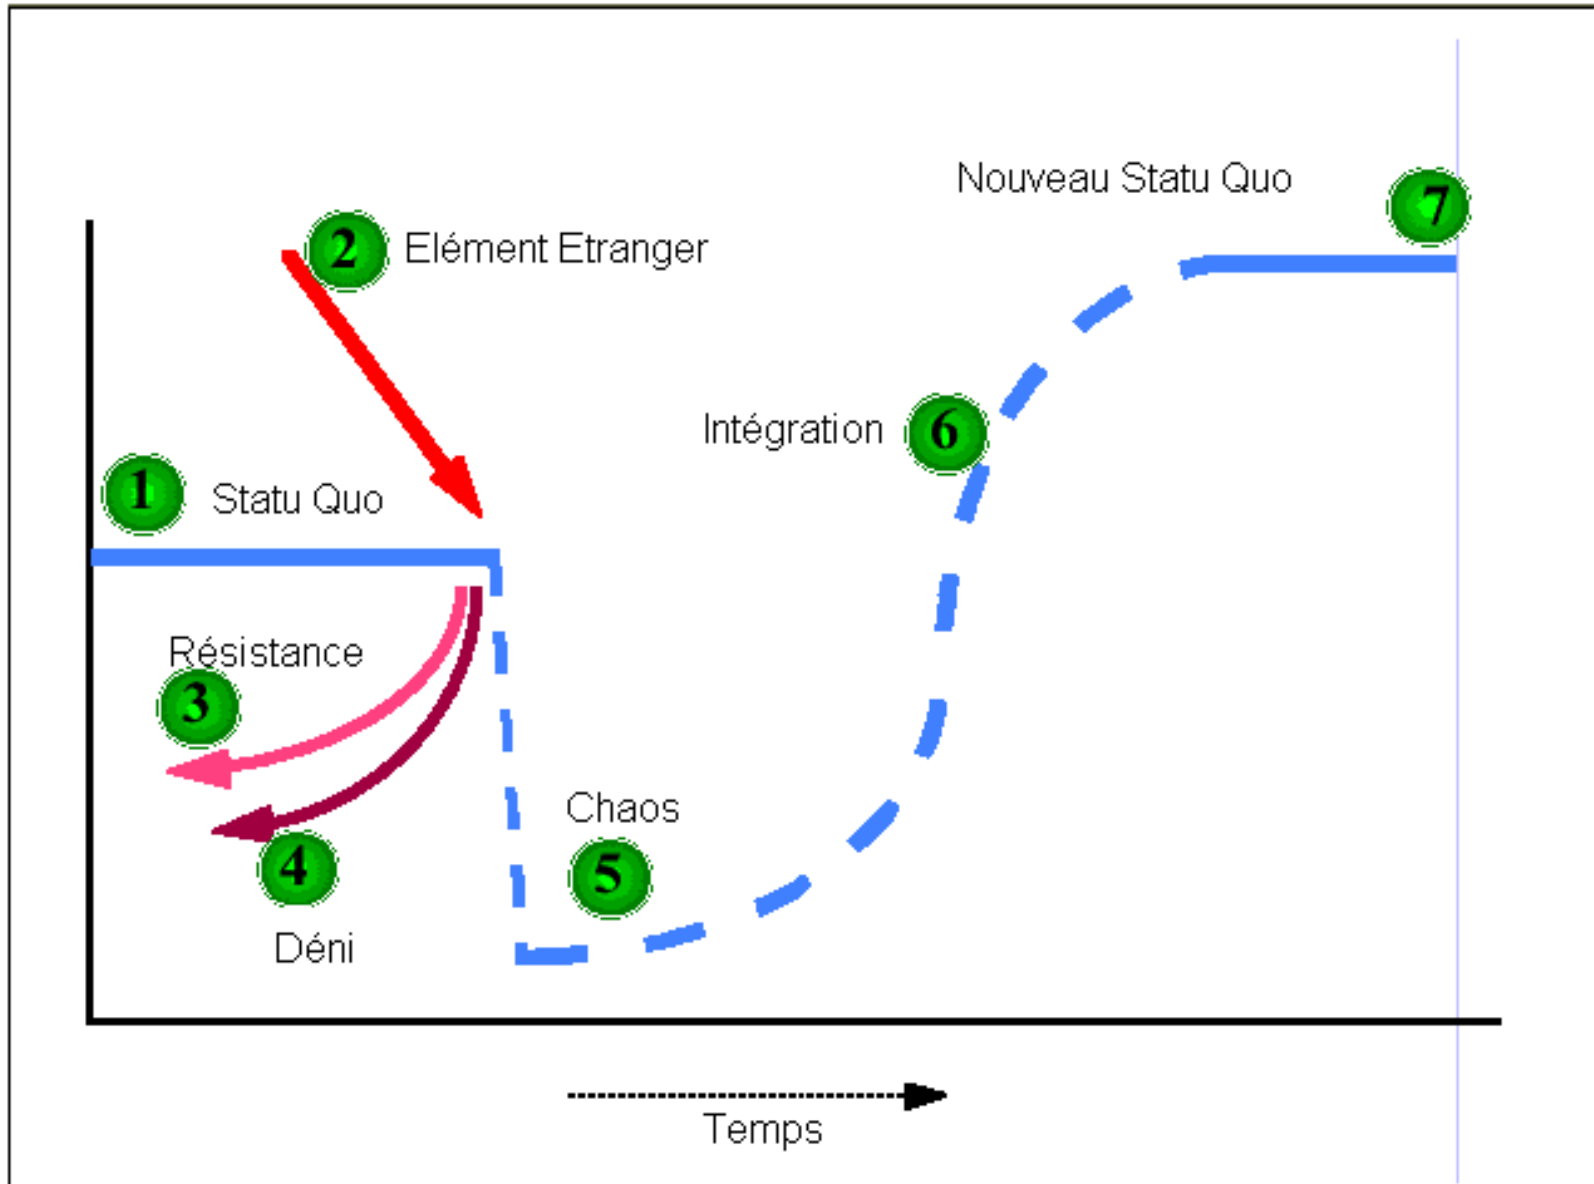 Nouveau Statu Quo
7
2
Elément Etranger
Intégration
6
1
Statu Quo
Résistance
3
Chaos
5
4
Déni
Temps